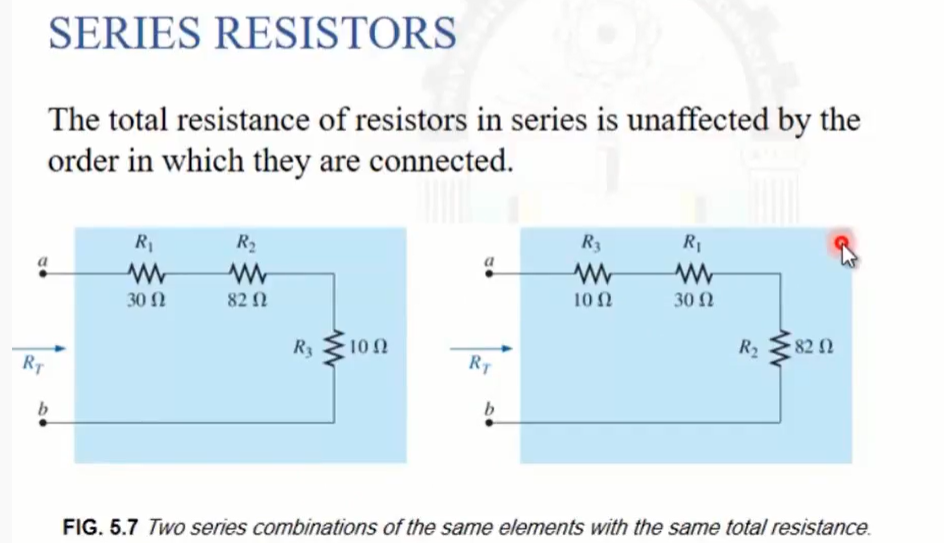 SERIES RESISTORS
The total resistance of resistors in series is unaffected by the
order in which they are connected.
R₁ R₂
a
30 Ω 82 Ω
R₃ 10 Ω
R_T
b
R₃ R₁
a
10 Ω 30 Ω
R₂ 82 Ω
R_T
b
FIG. 5.7 Two series combinations of the same elements with the same total resistance.